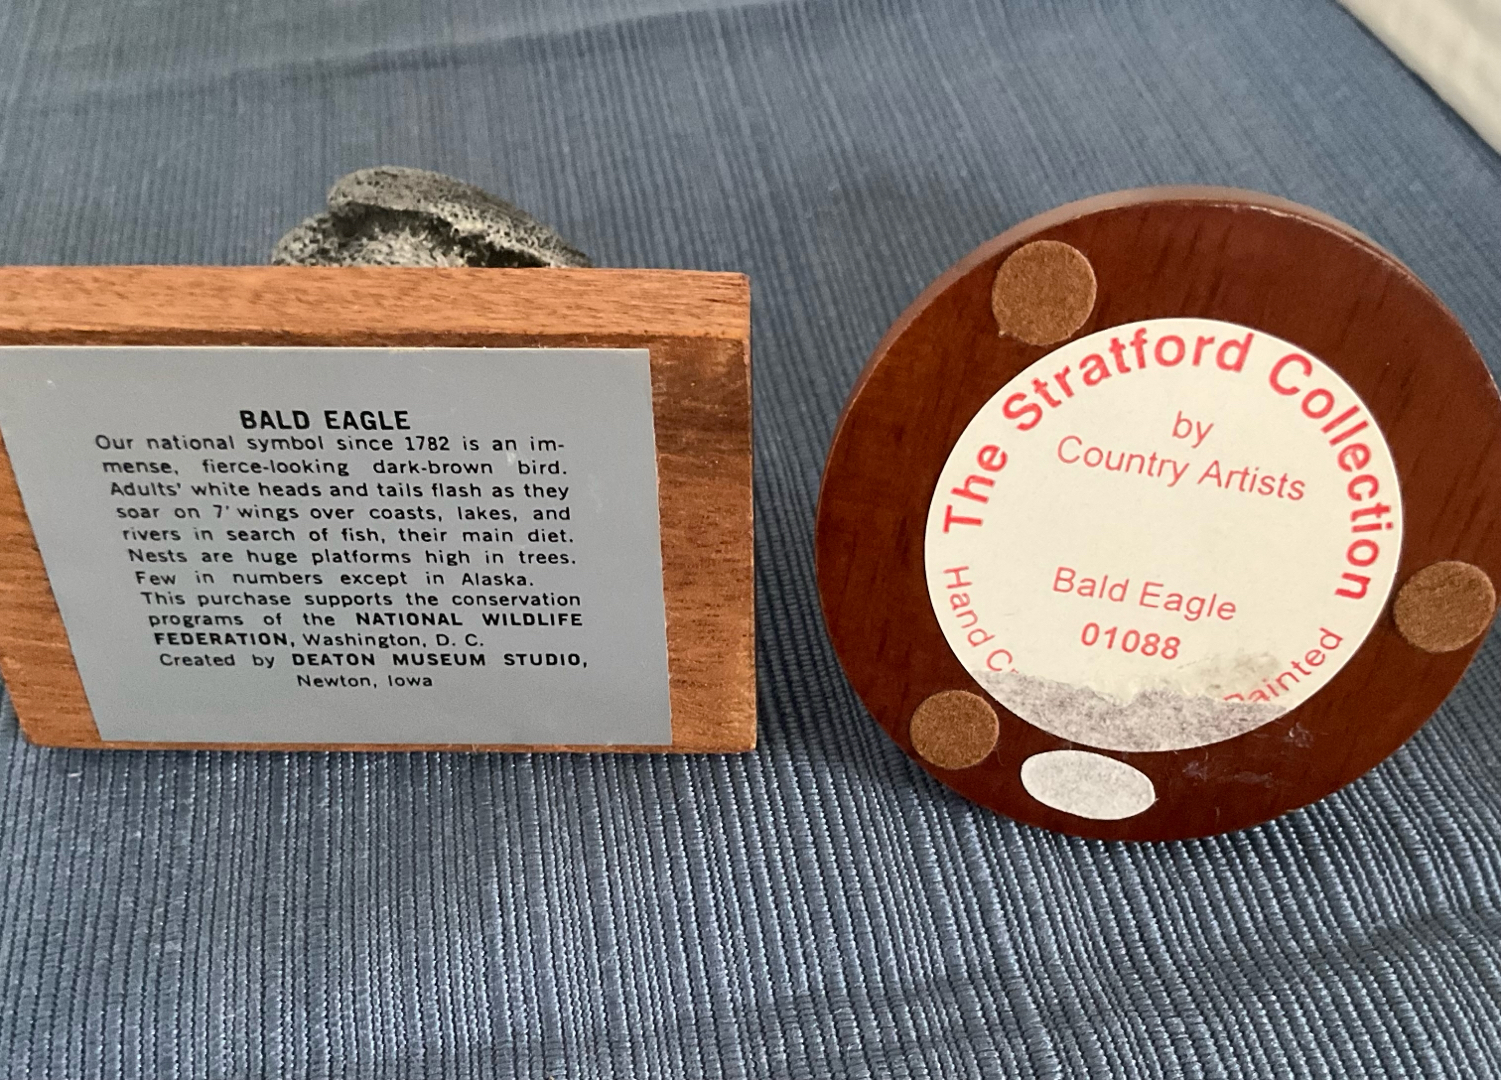 BALD EAGLE
Our national symbol since 1782 is an im-
mense, fierce-looking dark-brown bird.
Adults' white heads and tails flash as they
soar on 7' wings over coasts, lakes, and
rivers in search of fish, their main diet.
Nests are huge platforms high in trees.
Few in numbers except in Alaska.
This purchase supports the conservation
programs of the NATIONAL WILDLIFE
FEDERATION, Washington, D. C.
Created by DEATON MUSEUM STUDIO,
Newton, Iowa
The Stratford Collection
by
Country Artists
Bald Eagle
01088
Hand
Painted